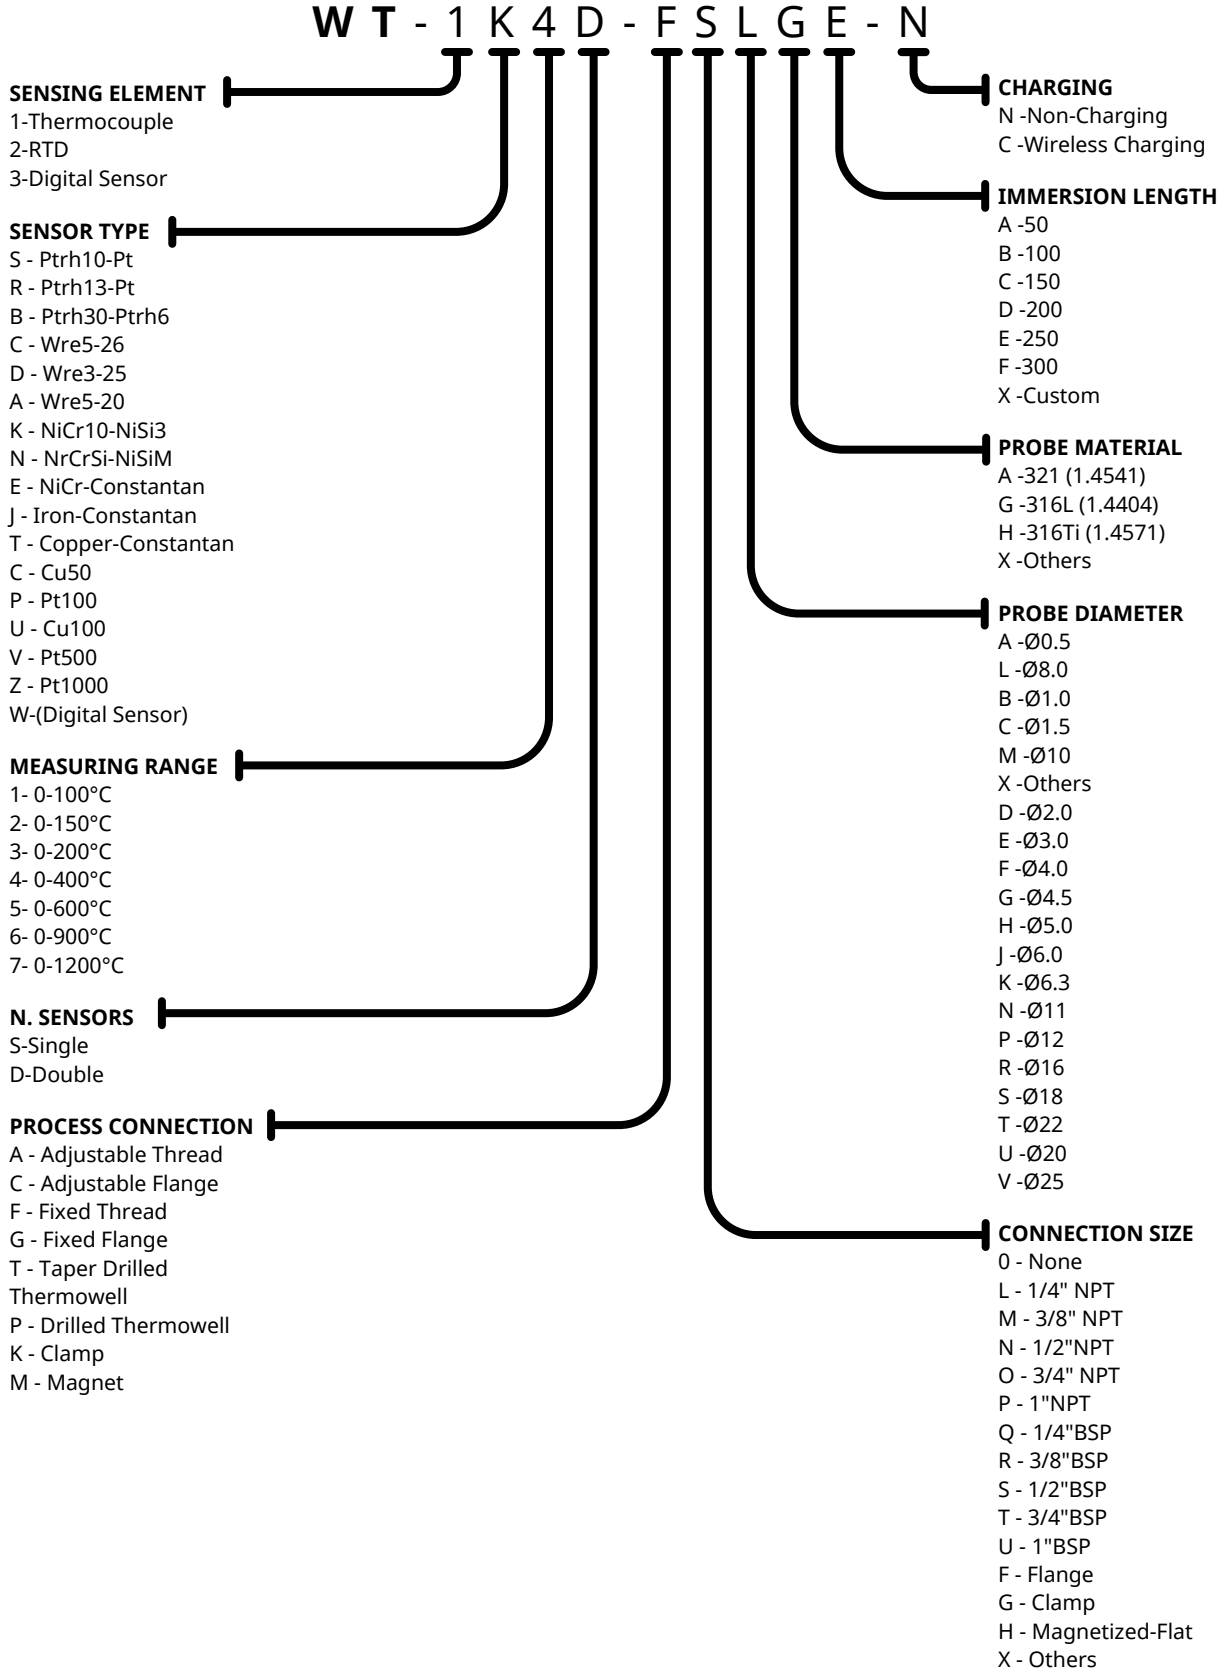 WT-1K4D-FSLGE-N
SENSING ELEMENT
1-Thermocouple
2-RTD
3-Digital Sensor
SENSOR TYPE
S - Ptrh10-Pt
R - Ptrh13-Pt
B - Ptrh30-Ptrh6
C - Wre5-26
D - Wre3-25
A - Wre5-20
K - NiCr10-NiSi3
N - NrCrSi-NiSiM
E - NiCr-Constantan
J - Iron-Constantan
T - Copper-Constantan
C - Cu50
P - Pt100
U - Cu100
V - Pt500
Z - Pt1000
W-(Digital Sensor)
MEASURING RANGE
1- 0-100°C
2- 0-150°C
3- 0-200°C
4- 0-400°C
5- 0-600°C
6- 0-900°C
7- 0-1200°C
N. SENSORS
S-Single
D-Double
PROCESS CONNECTION
A - Adjustable Thread
C - Adjustable Flange
F - Fixed Thread
G - Fixed Flange
T - Taper Drilled
Thermowell
P - Drilled Thermowell
K - Clamp
M - Magnet
CHARGING
N -Non-Charging
C -Wireless Charging
IMMERSION LENGTH
A -50
B -100
C -150
D -200
E -250
F -300
X -Custom
PROBE MATERIAL
A -321 (1.4541)
G -316L (1.4404)
H -316Ti (1.4571)
X -Others
PROBE DIAMETER
A -Ø0.5
L -Ø8.0
B -Ø1.0
C -Ø1.5
M -Ø10
X -Others
D -Ø2.0
E -Ø3.0
F -Ø4.0
G -Ø4.5
H -Ø5.0
J -Ø6.0
K -Ø6.3
N -Ø11
P -Ø12
R -Ø16
S -Ø18
T -Ø22
U -Ø20
V -Ø25
CONNECTION SIZE
0 - None
L - 1/4" NPT
M - 3/8" NPT
N - 1/2"NPT
O - 3/4" NPT
P - 1"NPT
Q - 1/4"BSP
R - 3/8"BSP
S - 1/2"BSP
T - 3/4"BSP
U - 1"BSP
F - Flange
G - Clamp
H - Magnetized-Flat
X - Others